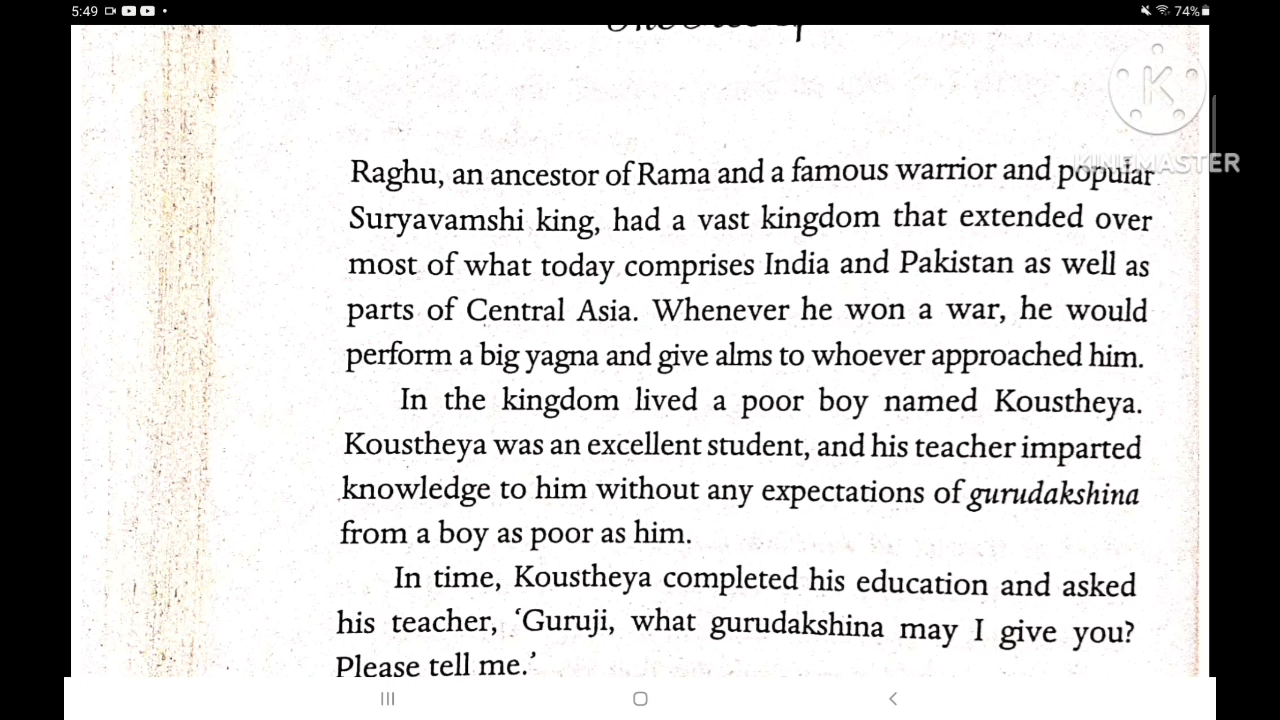 5:49
74%
K
KINEMASTER
Raghu, an ancestor of Rama and a famous warrior and popular
Suryavamshi king, had a vast kingdom that extended over
most of what today comprises India and Pakistan as well as
parts of Central Asia. Whenever he won a war, he would
perform a big yagna and give alms to whoever approached him.
In the kingdom lived a poor boy named Koustheya.
Koustheya was an excellent student, and his teacher imparted
knowledge to him without any expectations of gurudakshina
from a boy as poor as him.
In time, Koustheya completed his education and asked
his teacher, ‘Guruji, what gurudakshina may I give you?
Please tell me.’